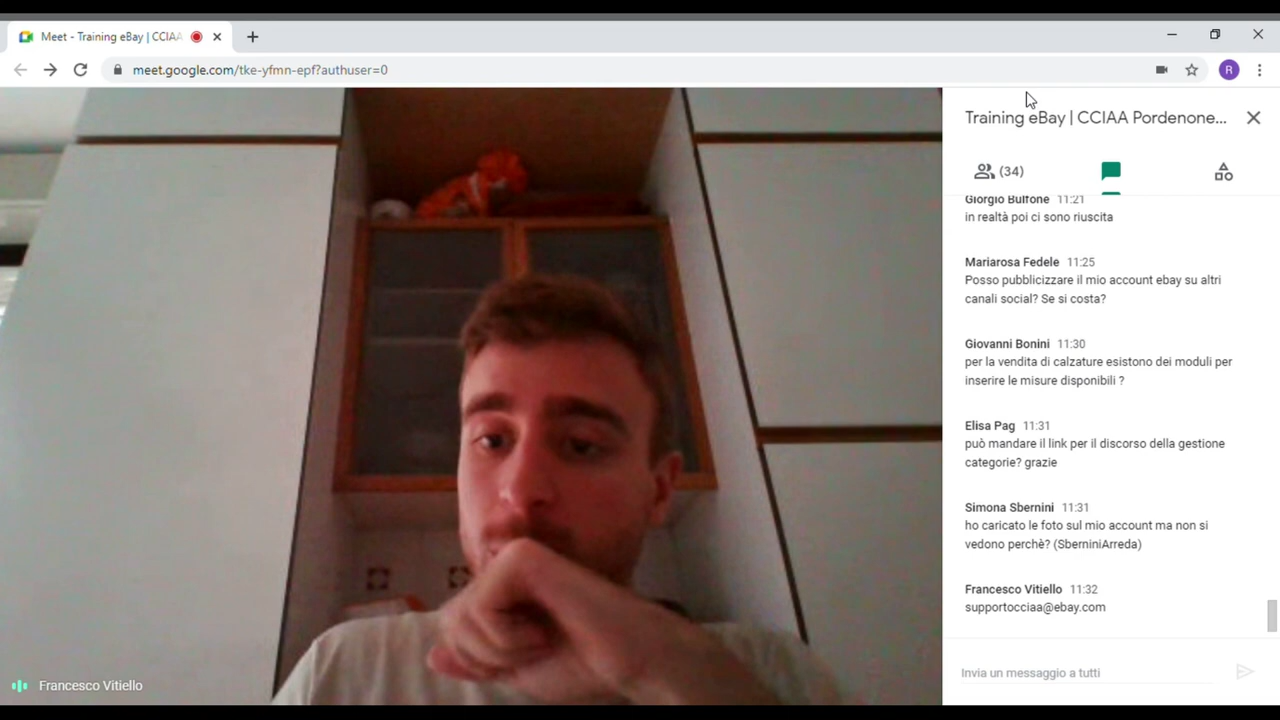 Meet - Training eBay | CCIAA
meet.google.com/tke-yfmn-epf?authuser=0
R
Training eBay | CCIAA Pordenone...
(34)
Giorgio Bulfone 11:21
in realtà poi ci sono riuscita
Mariarosa Fedele 11:25
Posso pubblicizzare il mio account ebay su altri
canali social? Se si costa?
Giovanni Bonini 11:30
per la vendita di calzature esistono dei moduli per
inserire le misure disponibili ?
Elisa Pag 11:31
può mandare il link per il discorso della gestione
categorie? grazie
Simona Sbernini 11:31
ho caricato le foto sul mio account ma non si
vedono perchè? (SberniniArreda)
Francesco Vitiello 11:32
supportocciaa@ebay.com
Invia un messaggio a tutti
Francesco Vitiello